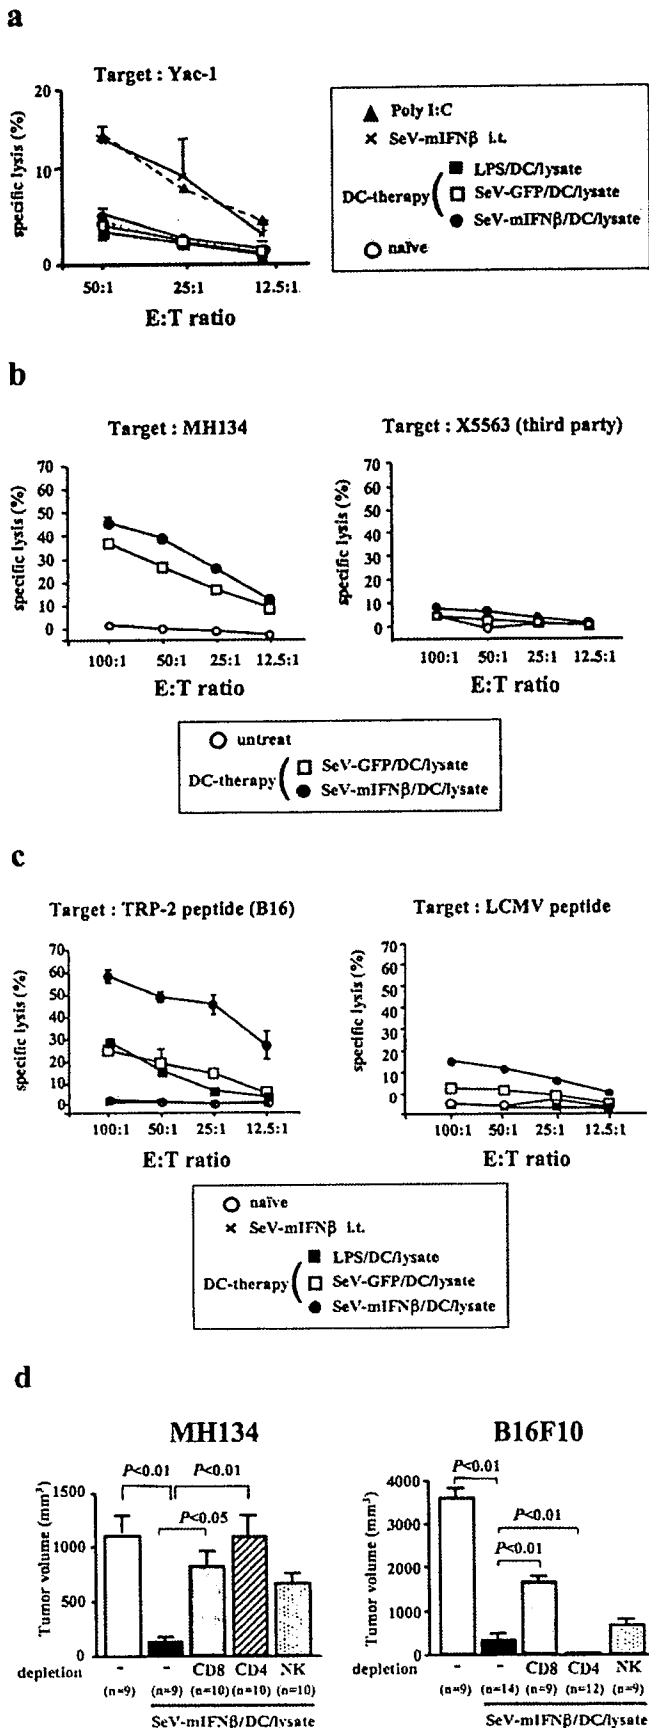 a
Target : Yac-1
specific lysis (%)
20
10
0
50:1 25:1 12.5:1
E:T ratio
Poly I:C
SeV-mIFNβ i.t.
DC-therapy
LPS/DC/lysate
SeV-GFP/DC/lysate
SeV-mIFNβ/DC/lysate
naïve
b
Target : MH134
specific lysis (%)
70
60
50
40
30
20
10
0
100:1 50:1 25:1 12.5:1
E:T ratio
Target : X5563 (third party)
specific lysis (%)
70
60
50
40
30
20
10
0
100:1 50:1 25:1 12.5:1
E:T ratio
untreat
DC-therapy
SeV-GFP/DC/lysate
SeV-mIFNβ/DC/lysate
c
Target : TRP-2 peptide (B16)
specific lysis (%)
70
60
50
40
30
20
10
0
100:1 50:1 25:1 12.5:1
E:T ratio
Target : LCMV peptide
specific lysis (%)
70
60
50
40
30
20
10
0
100:1 50:1 25:1 12.5:1
E:T ratio
naïve
SeV-mIFNβ i.t.
DC-therapy
LPS/DC/lysate
SeV-GFP/DC/lysate
SeV-mIFNβ/DC/lysate
d
MH134
Tumor volume (mm³)
1500
1000
500
0
P<0.01 P<0.01
P<0.05
depletion - - CD8 CD4 NK
(n=9) (n=9) (n=10) (n=10) (n=10)
SeV-mIFNβ/DC/lysate
B16F10
Tumor volume (mm³)
4000
3000
2000
1000
0
P<0.01
P<0.01
P<0.01
- - CD8 CD4 NK
(n=9) (n=14) (n=9) (n=12) (n=9)
SeV-mIFNβ/DC/lysate